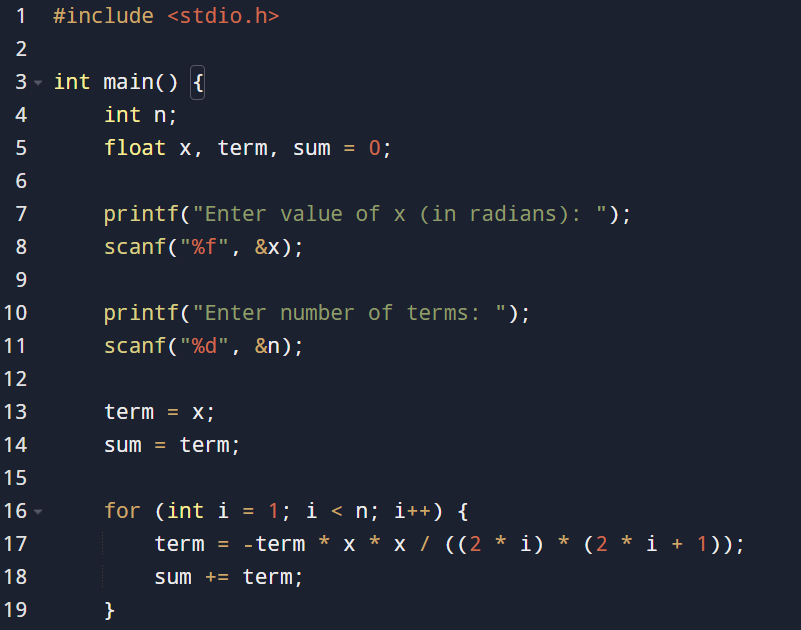 1 #include <stdio.h>
2
3 int main() {
4     int n;
5     float x, term, sum = 0;
6
7     printf("Enter value of x (in radians): ");
8     scanf("%f", &x);
9
10     printf("Enter number of terms: ");
11     scanf("%d", &n);
12
13     term = x;
14     sum = term;
15
16     for (int i = 1; i < n; i++) {
17         term = -term * x * x / ((2 * i) * (2 * i + 1));
18         sum += term;
19     }